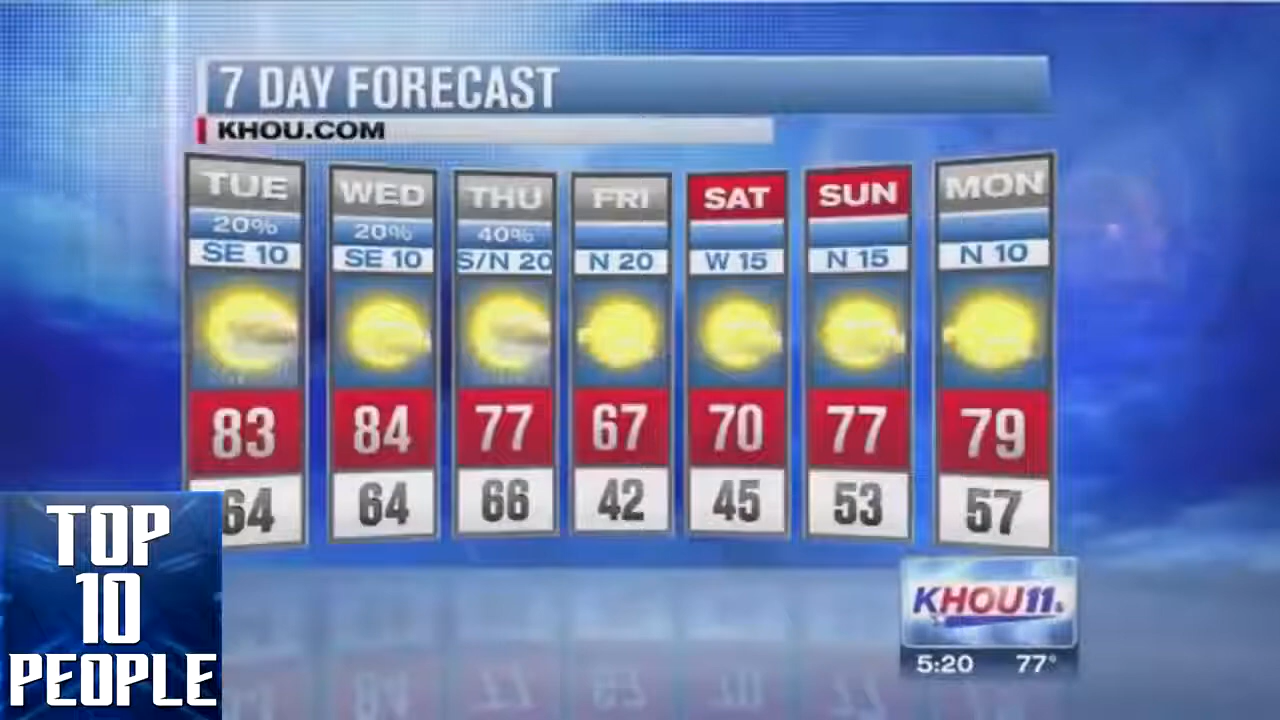 7 DAY FORECAST
KHOU.COM
TUE WED THU FRI SAT SUN MON
20% 20% 40%
SE 10 SE 10 S/N 20 N 20 W 15 N 15 N 10
83 84 77 67 70 77 79
64 64 66 42 45 53 57
KHOU11
5:20 77°
TOP
10
PEOPLE